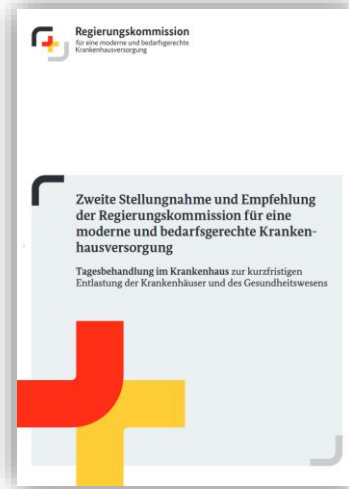 Regierungskommission
für eine moderne und bedarfsgerechte
Krankenhausversorgung
Zweite Stellungnahme und Empfehlung
der Regierungskommission für eine
moderne und bedarfsgerechte Kranken-
hausversorgung
Tagesbehandlung im Krankenhaus zur kurzfristigen
Entlastung der Krankenhäuser und des Gesundheitswesens